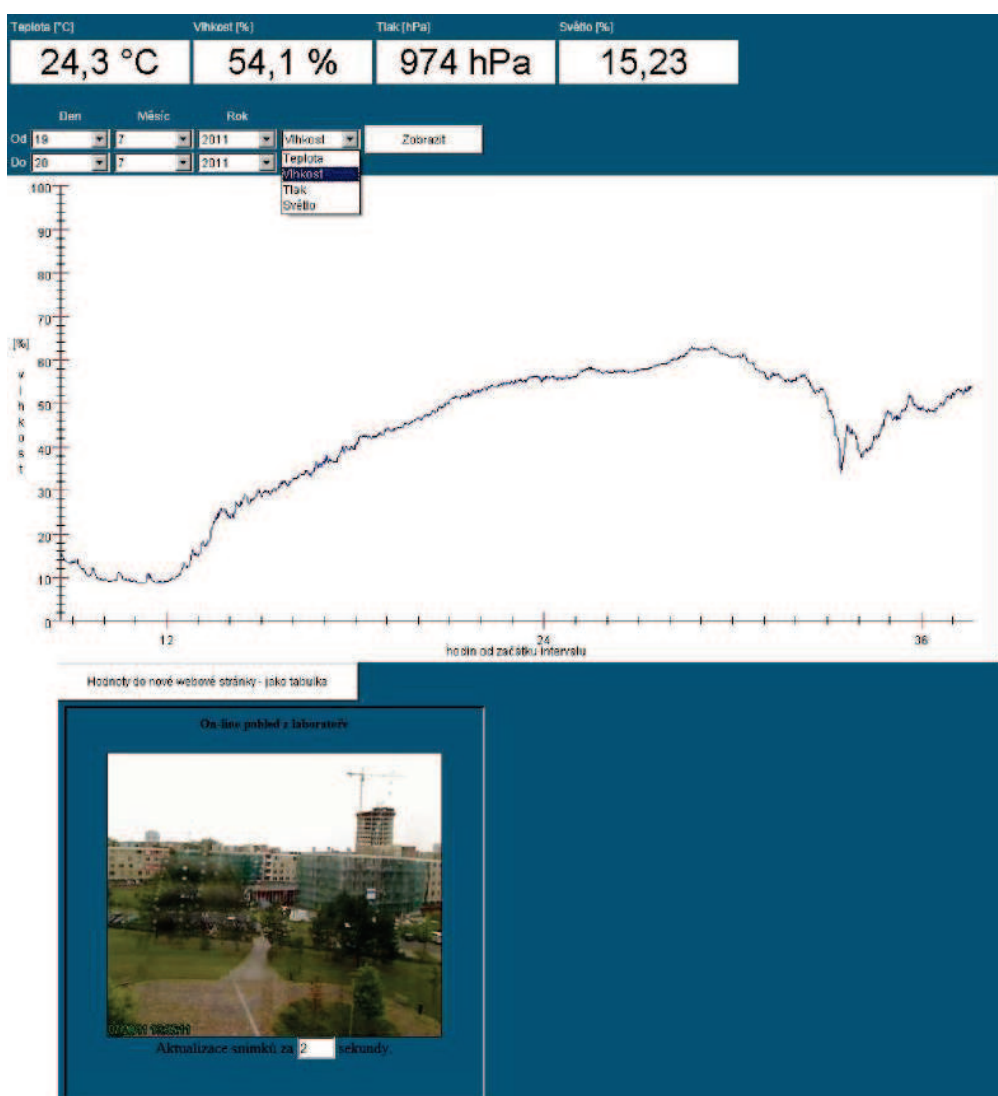 Teplota [°C] Vlhkost [%] Tlak [hPa] Světlo [%]
24,3 °C 54,1 % 974 hPa 15,23
Den Měsíc Rok
Od 19 7 2011 Vlhkost Zobrazit
Do 20 7 2011
Teplota
Vlhkost
Tlak
Světlo
100
90
80
70
60
50
40
30
20
10
0
[%]
vlhkost
12 24 36
hodin od začátku intervalu
Hodnoty do nové webové stránky - jako tabulka
On-line pohled z laboratoře
Aktualizace snímků za 2 sekundy.